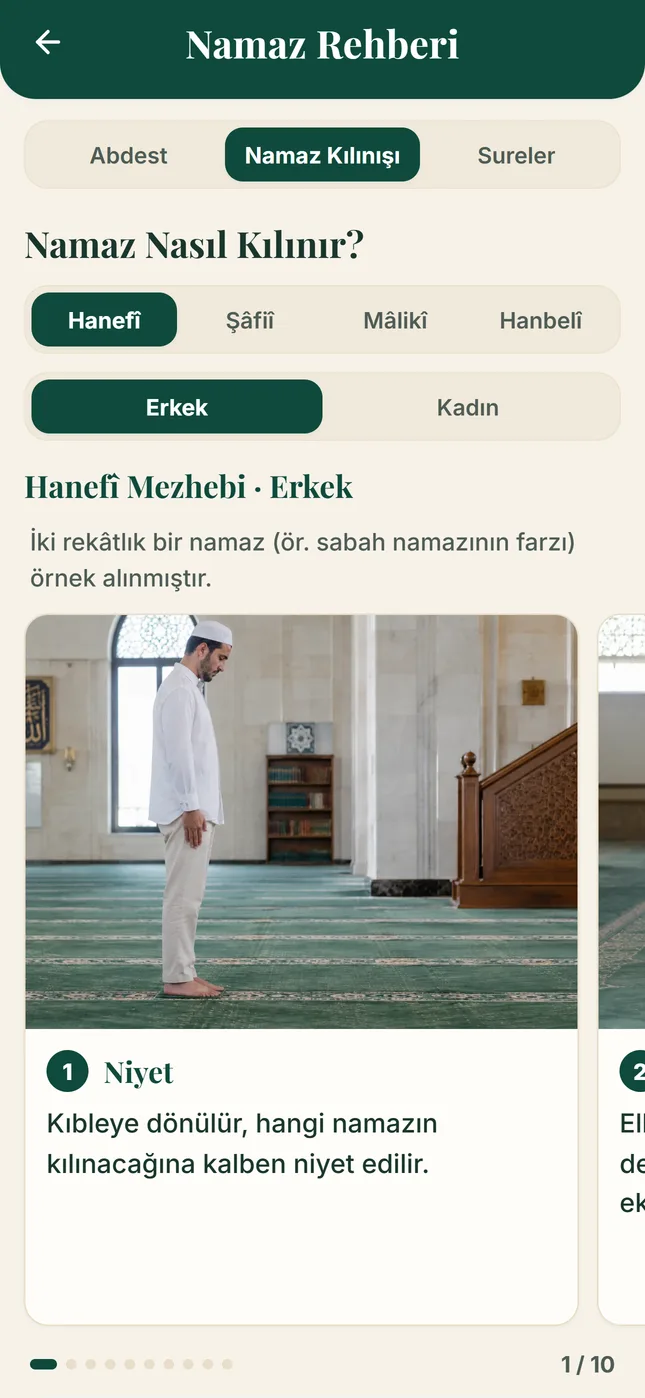 Namaz Rehberi
Abdest
Namaz Kılınışı
Sureler
Namaz Nasıl Kılınır?
Hanefî
Şâfiî
Mâlikî
Hanbelî
Erkek
Kadın
Hanefî Mezhebi · Erkek
İki rekâtlık bir namaz (ör. sabah namazının farzı)
örnek alınmıştır.
1 Niyet
Kıbleye dönülür, hangi namazın
kılınacağına kalben niyet edilir.
2
1 / 10